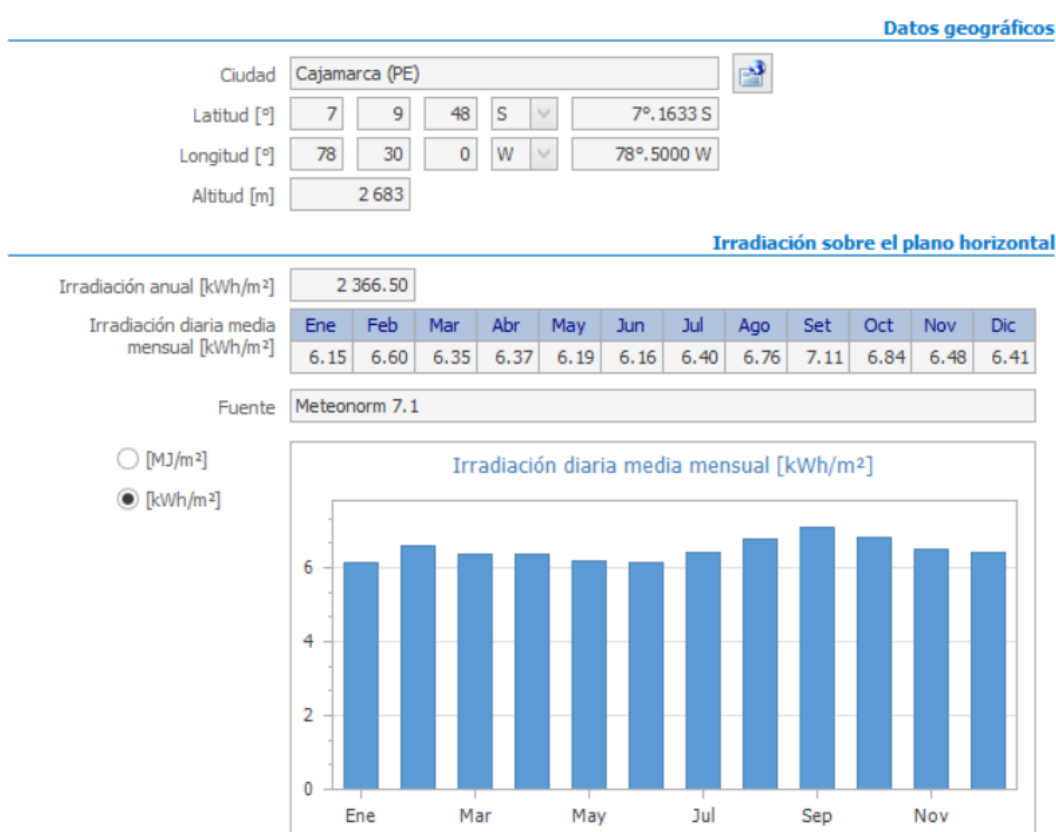 Datos geográficos
Ciudad Cajamarca (PE)
Latitud [º] 7 9 48 S 7º.1633 S
Longitud [º] 78 30 0 W 78º.5000 W
Altitud [m] 2 683
Irradiación sobre el plano horizontal
Irradiación anual [kWh/m²] 2 366.50
Irradiación diaria media mensual [kWh/m²]
Ene Feb Mar Abr May Jun Jul Ago Set Oct Nov Dic
6.15 6.60 6.35 6.37 6.19 6.16 6.40 6.76 7.11 6.84 6.48 6.41
Fuente Meteonorm 7.1
[MJ/m²]
[kWh/m²]
Irradiación diaria media mensual [kWh/m²]
6
4
2
0
Ene Mar May Jul Sep Nov